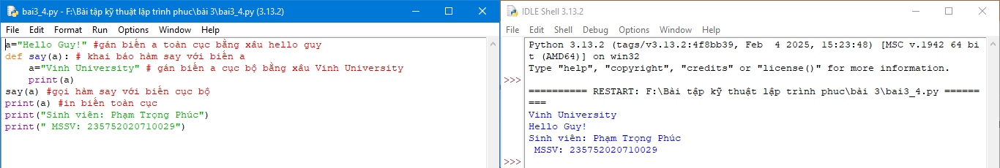 bai3_4.py - F:\Bài tập kỹ thuật lập trình phuc\bài 3\bai3_4.py (3.13.2)
File Edit Format Run Options Window Help
a="Hello Guy!" #gán biến a toàn cục bằng xâu hello guy
def say(a): # khai báo hàm say với biến a
    a="Vinh University" # gán biến a cục bộ bằng xâu Vinh University
    print(a)
say(a) #gọi hàm say với biến cục bộ
print(a) #in biến toàn cục
print("Sinh viên: Phạm Trọng Phúc")
print(" MSSV: 235752020710029")
IDLE Shell 3.13.2
File Edit Shell Debug Options Window Help
Python 3.13.2 (tags/v3.13.2:4f8bb39, Feb  4 2025, 15:23:48) [MSC v.1942 64 bi
t (AMD64)] on win32
Type "help", "copyright", "credits" or "license()" for more information.
>>>
========== RESTART: F:\Bài tập kỹ thuật lập trình phuc\bài 3\bai3_4.py ======
===
Vinh University
Hello Guy!
Sinh viên: Phạm Trọng Phúc
 MSSV: 235752020710029
>>>